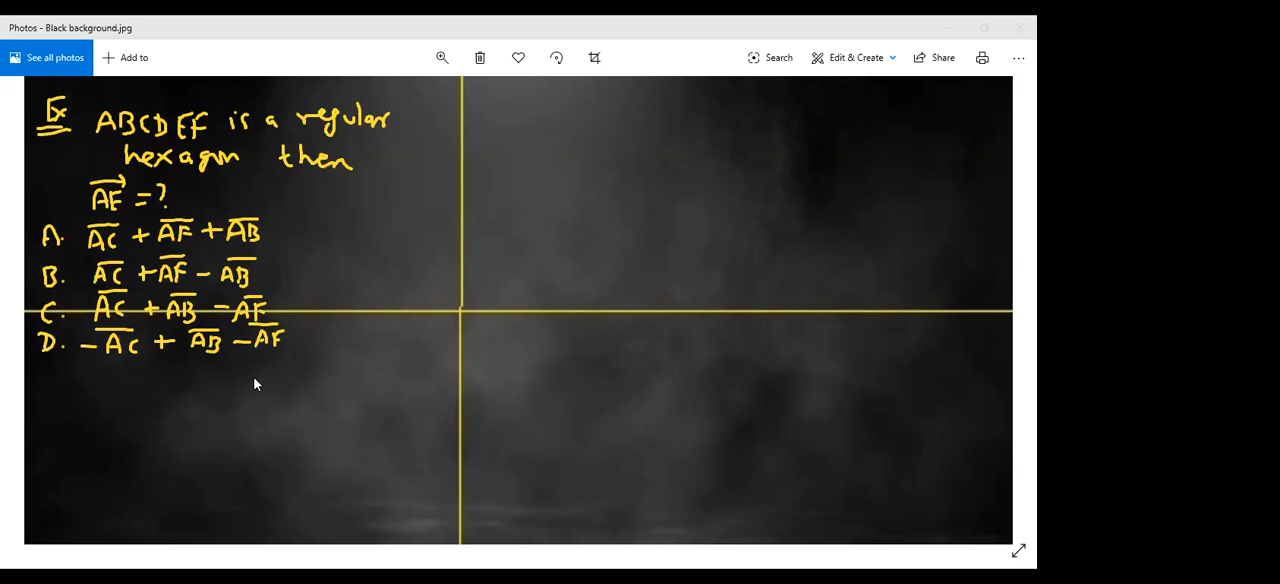 Photos - Black background.jpg
See all photos
Add to
Search
Edit & Create
Share
Ex ABCDEF is a regular
hexagon then
AE = ?
A. AC + AF + AB
B. AC + AF - AB
C. AC + AB - AF
D. - AC + AB - AF